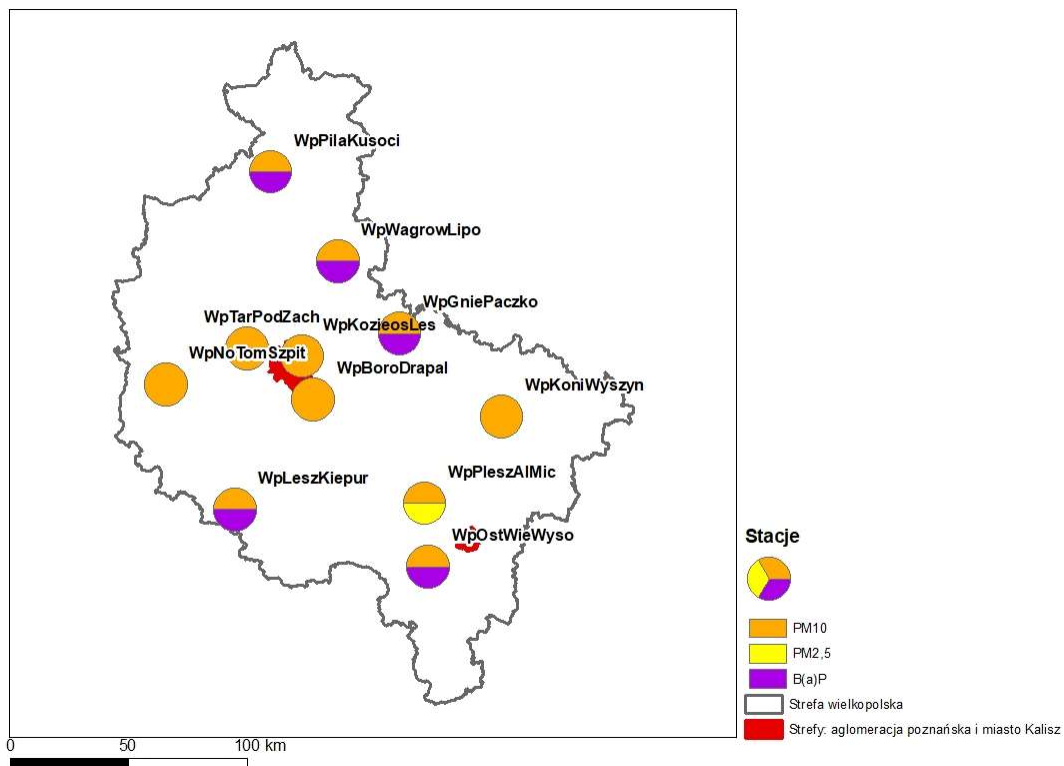 WpPilaKusoci
WpWagrowLipo
WpGniePaczko
WpTarPodZach
WpKozieosLes
WpNoTomSzpit
WpBoroDrapal
WpKoniWyszyn
WpPleszAlMic
WpLeszKiepur
WpOstWieWyso
Stacje
PM10
PM2,5
B(a)P
Strefa wielkopolska
Strefy: aglomeracja poznańska i miasto Kalisz
0 50 100 km